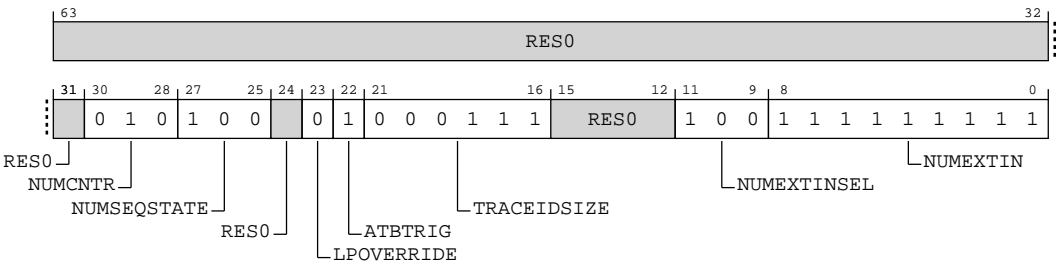 63 32
RES0
31 30 28 27 25 24 23 22 21 16 15 12 11 9 8 0
0 1 0 1 0 0 0 1 0 0 0 1 1 1 RES0 1 0 0 1 1 1 1 1 1 1 1 1
RES0 NUMEXTIN
NUMCNTR NUMEXTINSEL
NUMSEQSTATE TRACEIDSIZE
RES0 ATBTRIG
LPOVERRIDE